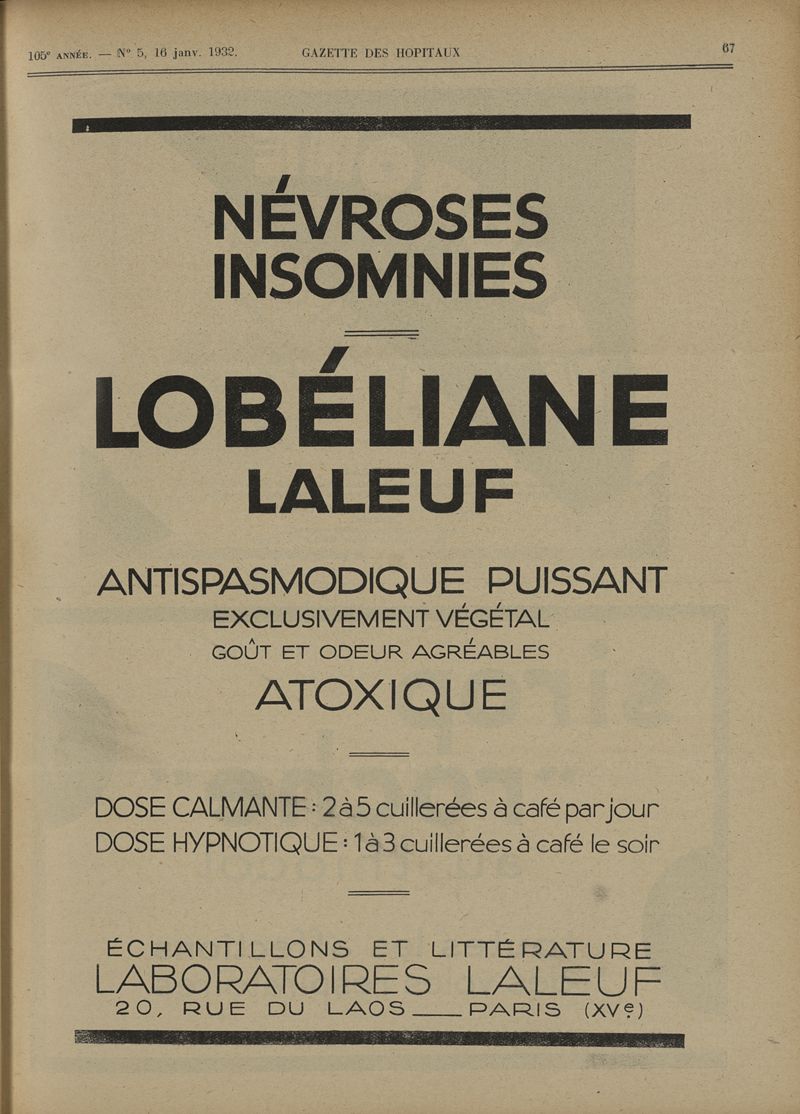 105e ANNÉE. — No 5, 16 janv. 1932. GAZETTE DES HOPITAUX 67
NÉVROSES
INSOMNIES
LOBÉLIANE
LALEUF
ANTISPASMODIQUE PUISSANT
EXCLUSIVEMENT VÉGÉTAL
GOÛT ET ODEUR AGRÉABLES
ATOXIQUE
DOSE CALMANTE : 2 à 5 cuillerées à café par jour
DOSE HYPNOTIQUE : 1 à 3 cuillerées à café le soir
ÉCHANTILLONS ET LITTÉRATURE
LABORATOIRES LALEUF
20, RUE DU LAOS — PARIS (XVe)